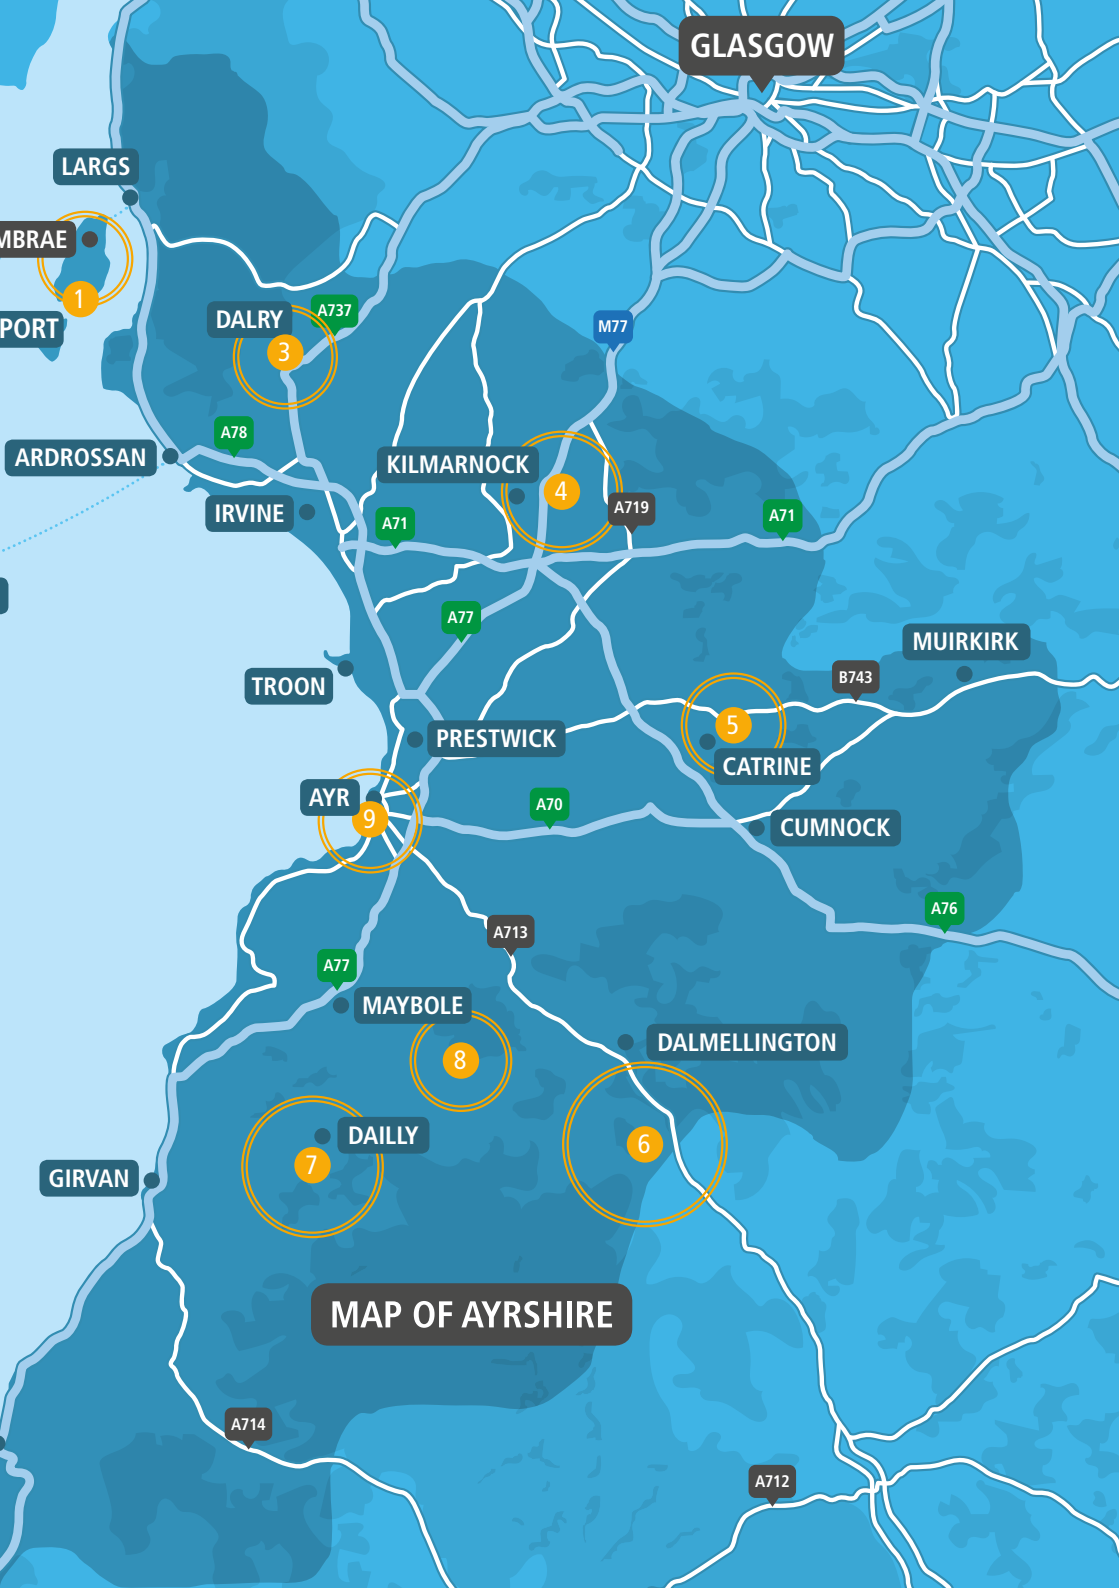 GLASGOW
LARGS
MBRAE
1
PORT
DALRY
A737
3
M77
A78
ARDROSSAN
KILMARNOCK
4
IRVINE
A71
A719
A71
A77
MUIRKIRK
TROON
B743
5
PRESTWICK
CATRINE
AYR
9
A70
CUMNOCK
A76
A713
A77
MAYBOLE
8
DALMELLINGTON
DAILLY
7
6
GIRVAN
MAP OF AYRSHIRE
A714
A712